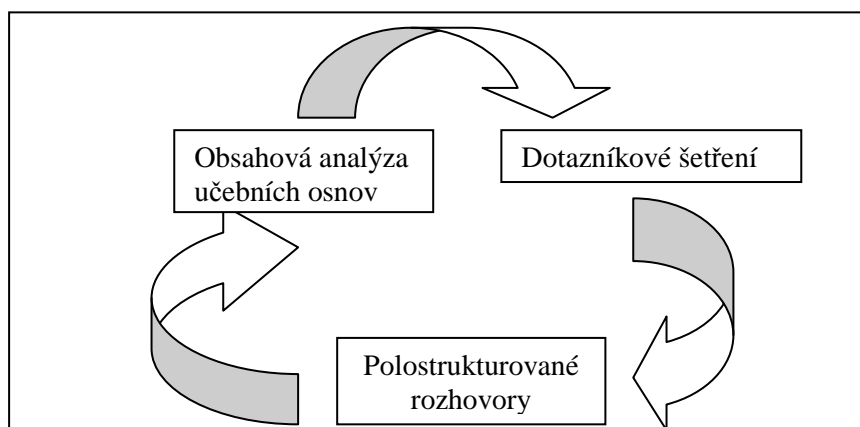 Obsahová analýza
učebních osnov
Dotazníkové šetření
Polostrukturované
rozhovory